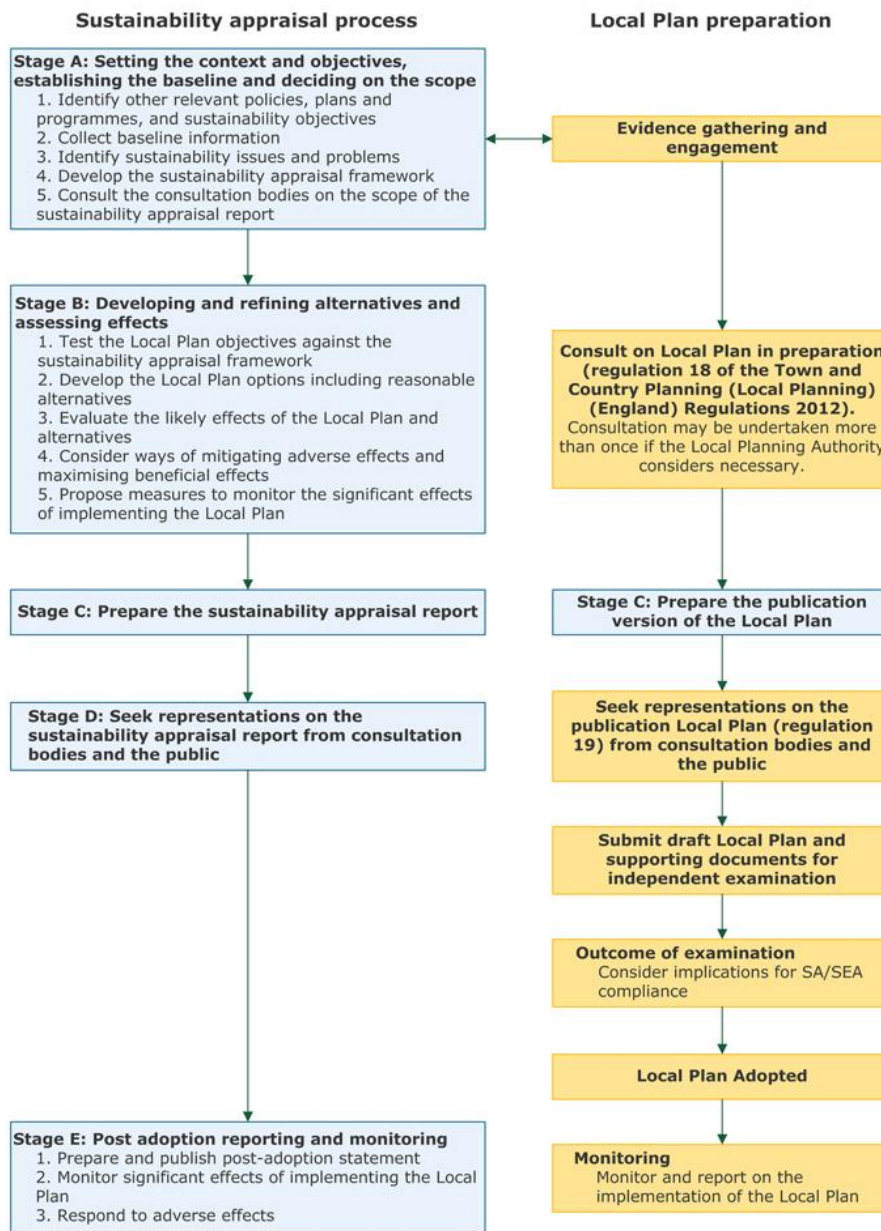 Sustainability appraisal process
Local Plan preparation
Stage A: Setting the context and objectives,
establishing the baseline and deciding on the scope
1. Identify other relevant policies, plans and
programmes, and sustainability objectives
2. Collect baseline information
3. Identify sustainability issues and problems
4. Develop the sustainability appraisal framework
5. Consult the consultation bodies on the scope of the
sustainability appraisal report
Evidence gathering and
engagement
Stage B: Developing and refining alternatives and
assessing effects
1. Test the Local Plan objectives against the
sustainability appraisal framework
2. Develop the Local Plan options including reasonable
alternatives
3. Evaluate the likely effects of the Local Plan and
alternatives
4. Consider ways of mitigating adverse effects and
maximising beneficial effects
5. Propose measures to monitor the significant effects
of implementing the Local Plan
Consult on Local Plan in preparation
(regulation 18 of the Town and
Country Planning (Local Planning)
(England) Regulations 2012).
Consultation may be undertaken more
than once if the Local Planning Authority
considers necessary.
Stage C: Prepare the sustainability appraisal report
Stage C: Prepare the publication
version of the Local Plan
Stage D: Seek representations on the
sustainability appraisal report from consultation
bodies and the public
Seek representations on the
publication Local Plan (regulation
19) from consultation bodies and
the public
Submit draft Local Plan and
supporting documents for
independent examination
Outcome of examination
Consider implications for SA/SEA
compliance
Local Plan Adopted
Stage E: Post adoption reporting and monitoring
1. Prepare and publish post-adoption statement
2. Monitor significant effects of implementing the Local
Plan
3. Respond to adverse effects
Monitoring
Monitor and report on the
implementation of the Local Plan